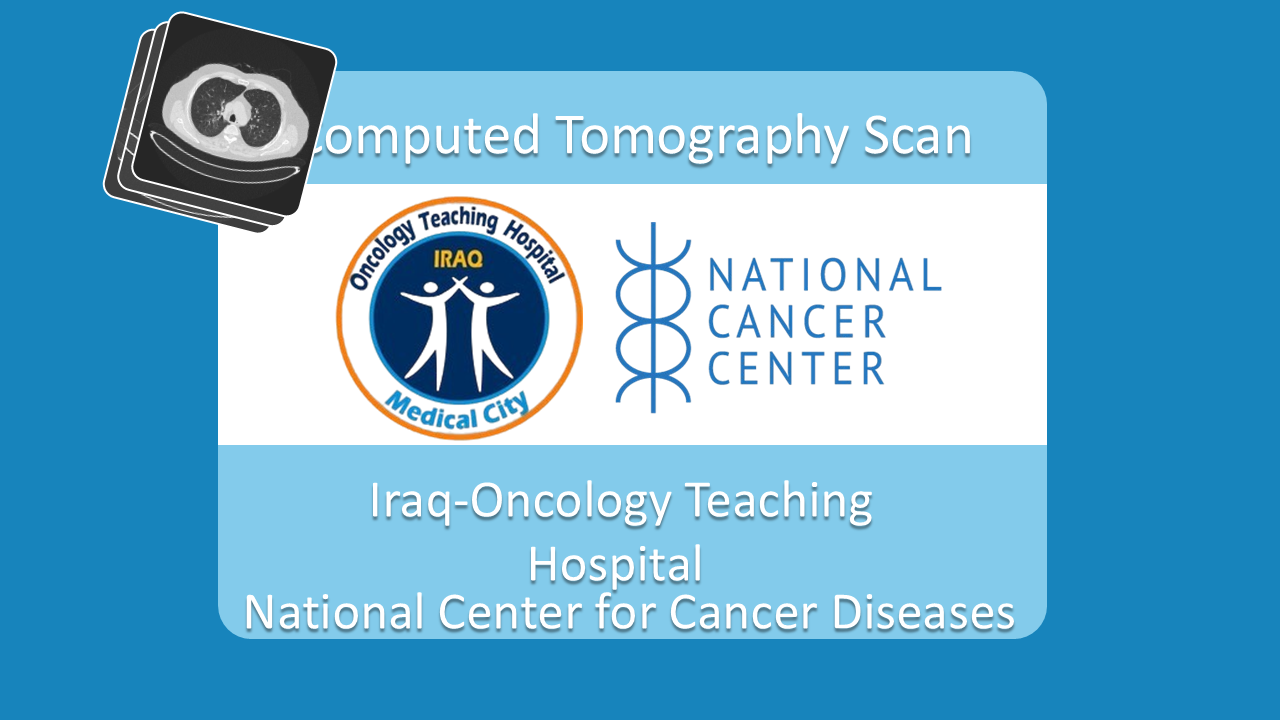 omputed Tomography Scan
Oncology Teaching Hospital
IRAQ
Medical City
NATIONAL
CANCER
CENTER
Iraq-Oncology Teaching
Hospital
National Center for Cancer Diseases